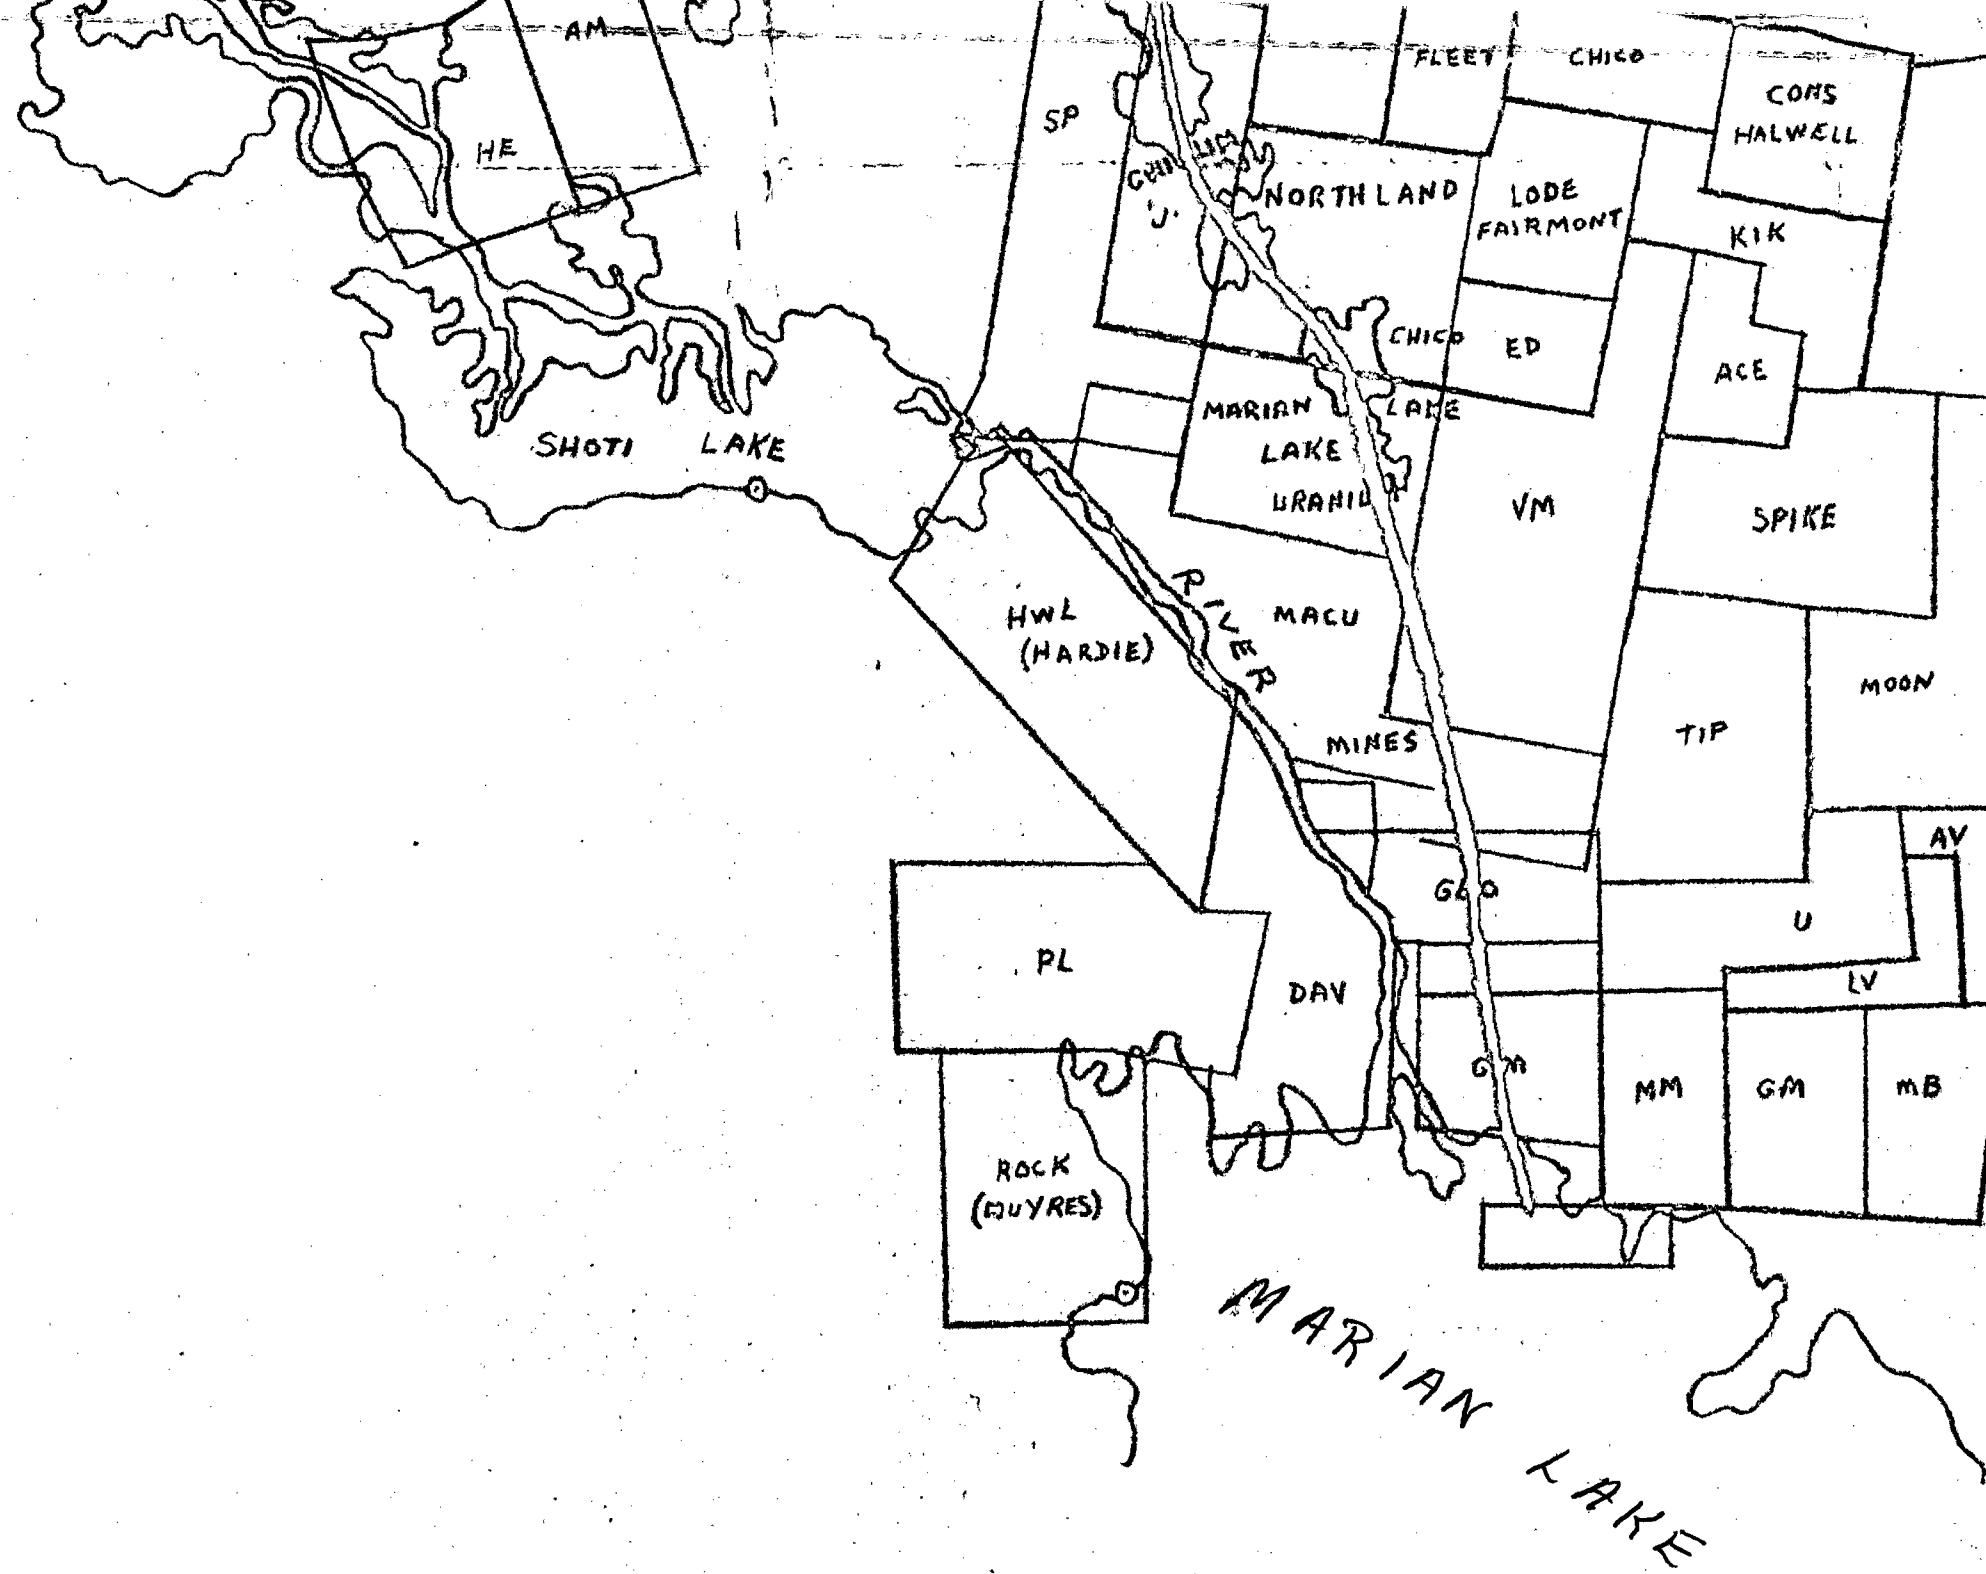 AM
HE
SP
FLEET
CHICO
CONS
HALWELL
NORTHLAND
LODE
FAIRMONT
KIK
"J"
CHICO
LAKE
ED
ACE
MARIAN
LAKE
URANIU
SHOTI LAKE
VM
SPIKE
HWL
(HARDIE)
RIVER
MACU
MINES
TIP
MOON
AV
U
LV
PL
DAV
MM
GM
MB
ROCK
MARIAN LAKE